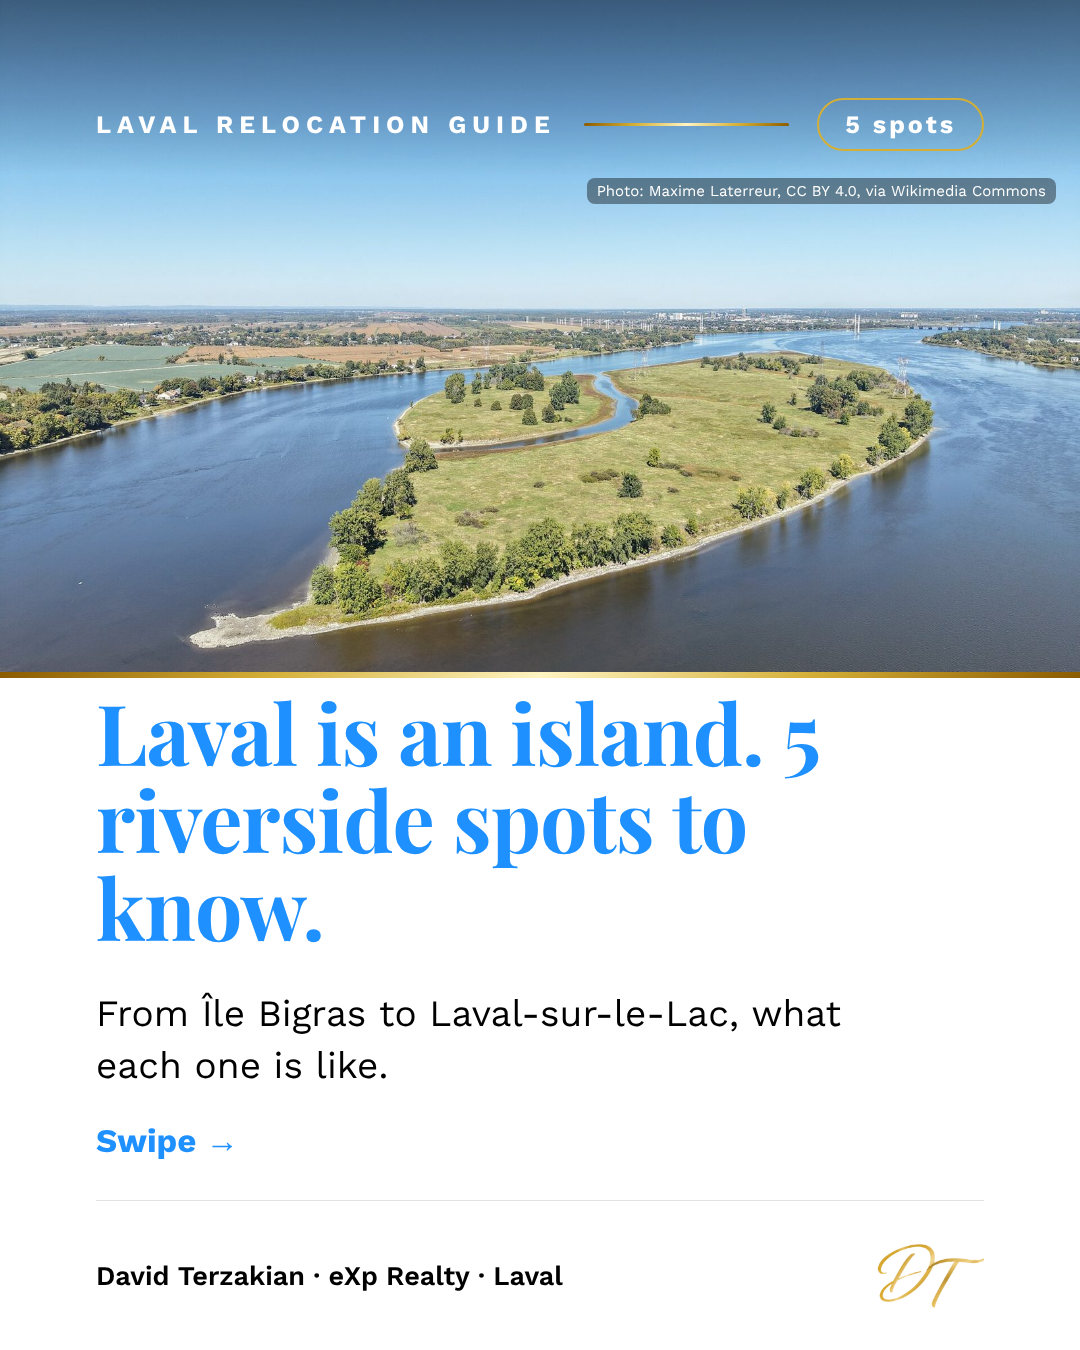 LAVAL RELOCATION GUIDE
5 spots
Photo: Maxime Laterreur, CC BY 4.0, via Wikimedia Commons
Laval is an island. 5
riverside spots to
know.
From Île Bigras to Laval-sur-le-Lac, what
each one is like.
Swipe →
David Terzakian · eXp Realty · Laval
DT